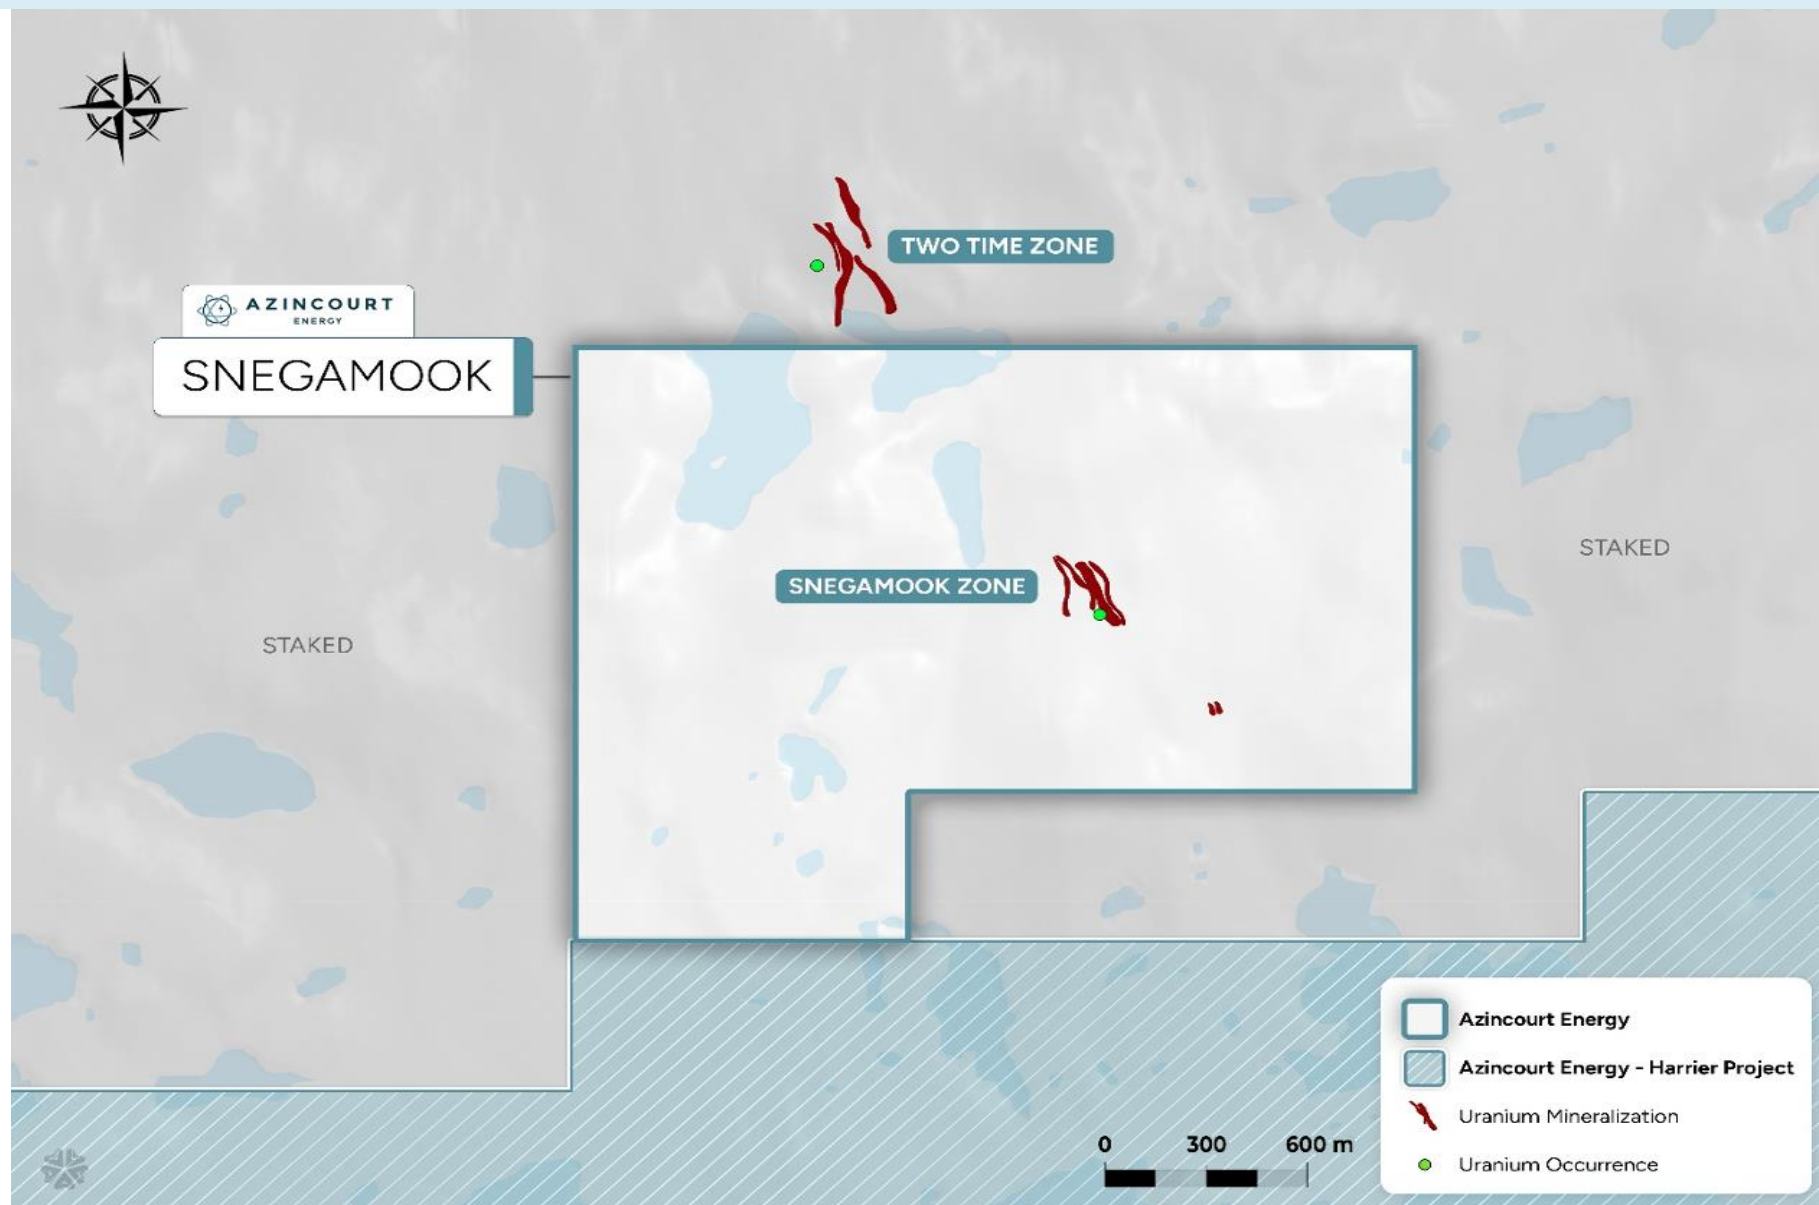 TWO TIME ZONE
AZINCOURT
ENERGY
SNEGAMOOK
STAKED
SNEGAMOOK ZONE
STAKED
Azincourt Energy
Azincourt Energy - Harrier Project
Uranium Mineralization
Uranium Occurrence
0 300 600 m